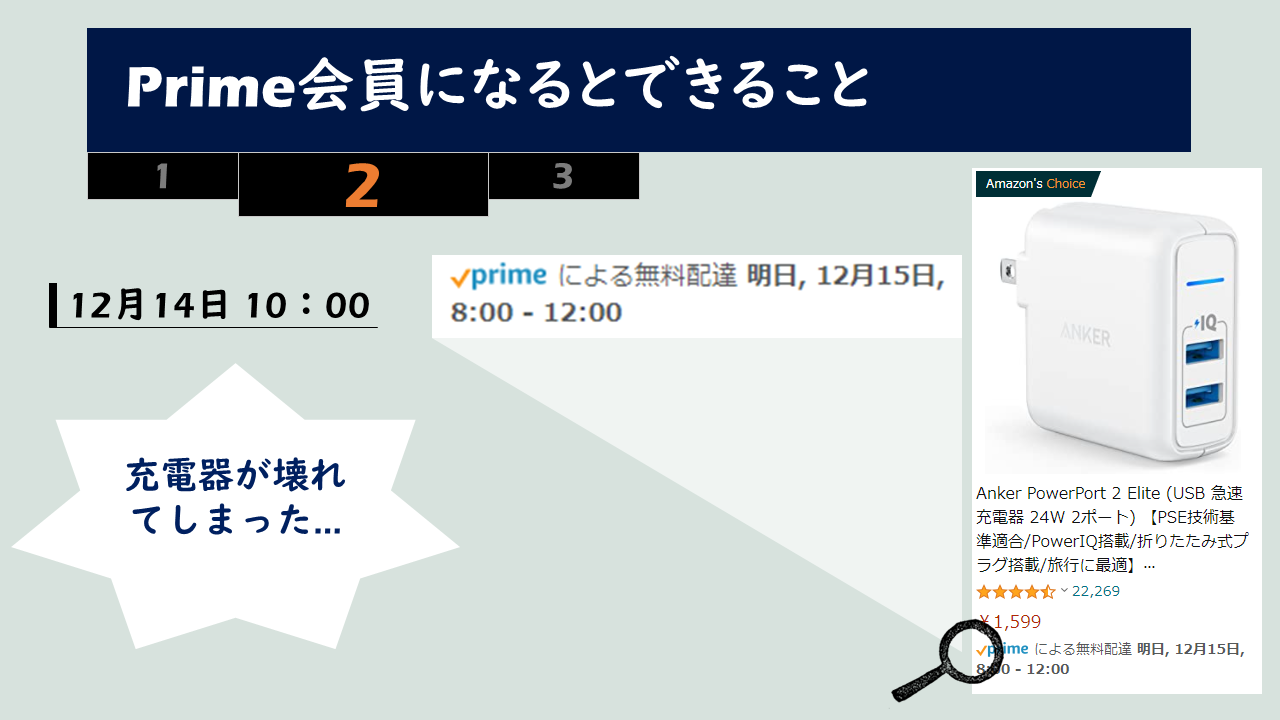 Prime会員になるとできること
1
2
3
12月14日 10：00
充電器が壊れ
てしまった...
prime による無料配達 明日, 12月15日,
8:00 - 12:00
Amazon's Choice
ANKER
IQ
Anker PowerPort 2 Elite (USB 急速
充電器 24W 2ポート) 【PSE技術基
準適合/PowerIQ搭載/折りたたみ式プ
ラグ搭載/旅行に最適】…
22,269
￥1,599
prime による無料配達 明日, 12月15日,
8:00 - 12:00